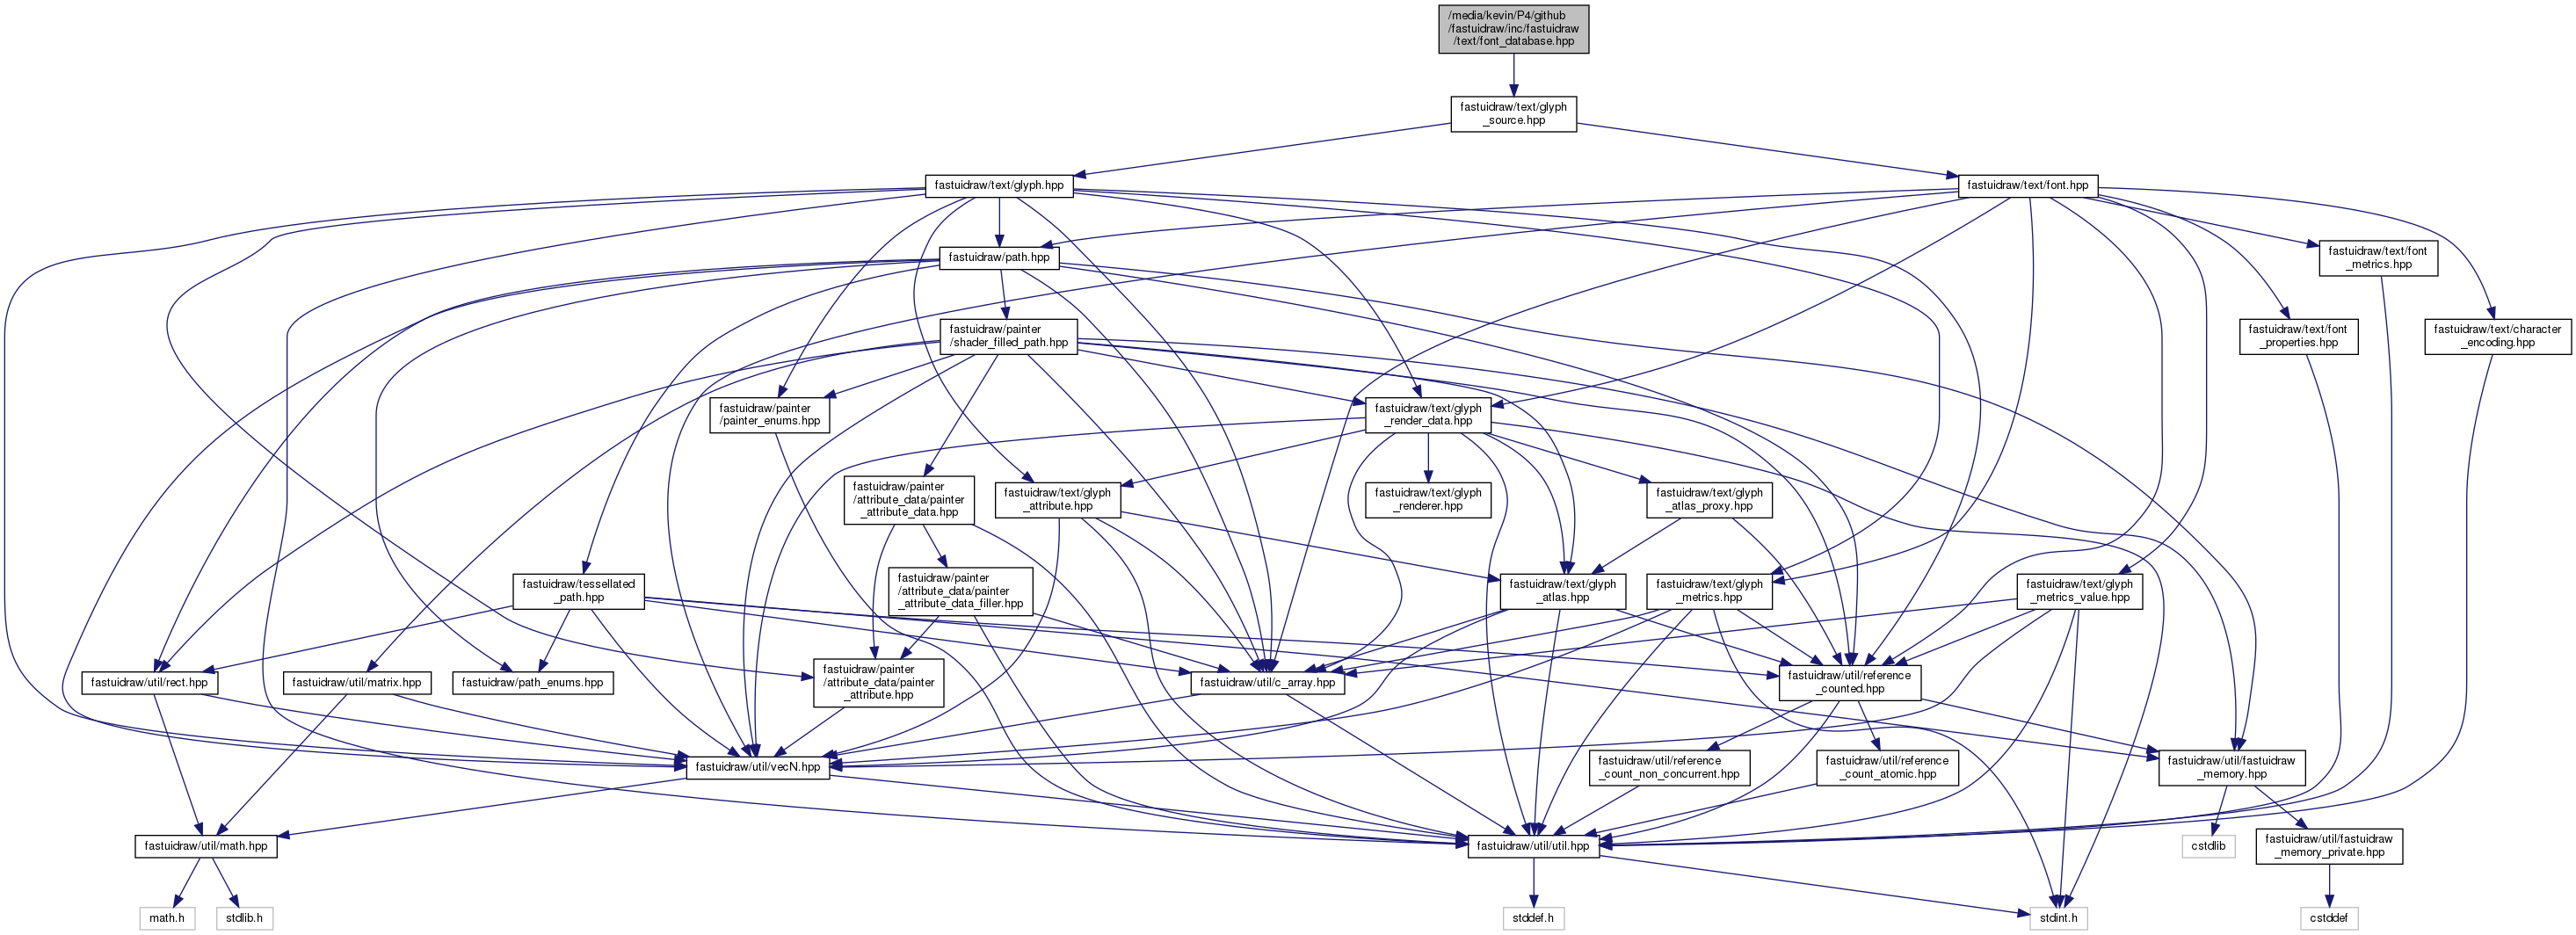 /media/kevin/P4/github
/fastuidraw/inc/fastuidraw
/text/font_database.hpp
fastuidraw/text/glyph
_source.hpp
fastuidraw/text/glyph.hpp
fastuidraw/text/font.hpp
fastuidraw/path.hpp
fastuidraw/text/font
_metrics.hpp
fastuidraw/painter
/shader_filled_path.hpp
fastuidraw/text/font
_properties.hpp
fastuidraw/text/character
_encoding.hpp
fastuidraw/painter
/painter_enums.hpp
fastuidraw/text/glyph
_render_data.hpp
fastuidraw/painter
/attribute_data/painter
_attribute_data.hpp
fastuidraw/text/glyph
_attribute.hpp
fastuidraw/text/glyph
_renderer.hpp
fastuidraw/text/glyph
_atlas_proxy.hpp
fastuidraw/tessellated
_path.hpp
fastuidraw/painter
/attribute_data/painter
_attribute_data_filler.hpp
fastuidraw/text/glyph
_atlas.hpp
fastuidraw/text/glyph
_metrics.hpp
fastuidraw/text/glyph
_metrics_value.hpp
fastuidraw/util/rect.hpp
fastuidraw/util/matrix.hpp
fastuidraw/path_enums.hpp
fastuidraw/painter
/attribute_data/painter
_attribute.hpp
fastuidraw/util/c_array.hpp
fastuidraw/util/reference
_counted.hpp
fastuidraw/util/vecN.hpp
fastuidraw/util/reference
_count_non_concurrent.hpp
fastuidraw/util/reference
_count_atomic.hpp
fastuidraw/util/fastuidraw
_memory.hpp
fastuidraw/util/math.hpp
fastuidraw/util/util.hpp
cstdlib
fastuidraw/util/fastuidraw
_memory_private.hpp
math.h
stdlib.h
stddef.h
stdint.h
cstddef